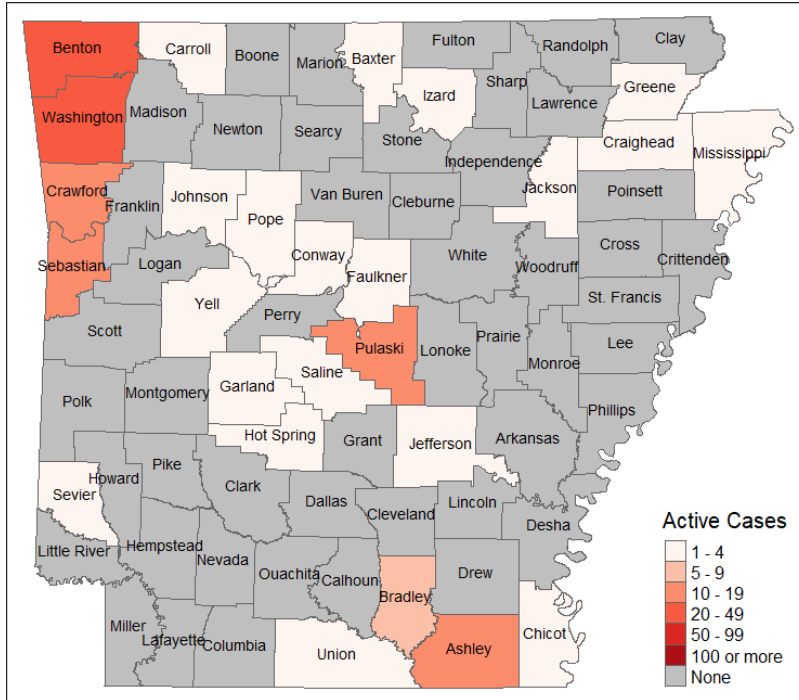 Benton
Carroll
Boone
Marion
Baxter
Fulton
Randolph
Clay
Washington
Madison
Newton
Searcy
Stone
Izard
Sharp
Lawrence
Greene
Independence
Craighead
Mississippi
Crawford
Franklin
Johnson
Pope
Van Buren
Cleburne
Jackson
Poinsett
Sebastian
Logan
Conway
Faulkner
White
Woodruff
Cross
Crittenden
Scott
Yell
Perry
Pulaski
Lonoke
Prairie
Monroe
St. Francis
Lee
Polk
Montgomery
Garland
Saline
Phillips
Hot Spring
Grant
Jefferson
Arkansas
Sevier
Howard
Pike
Clark
Dallas
Cleveland
Lincoln
Desha
Little River
Hempstead
Nevada
Ouachita
Calhoun
Bradley
Drew
Miller
Lafayette
Columbia
Union
Ashley
Chicot
Active Cases
1 - 4
5 - 9
10 - 19
20 - 49
50 - 99
100 or more
None